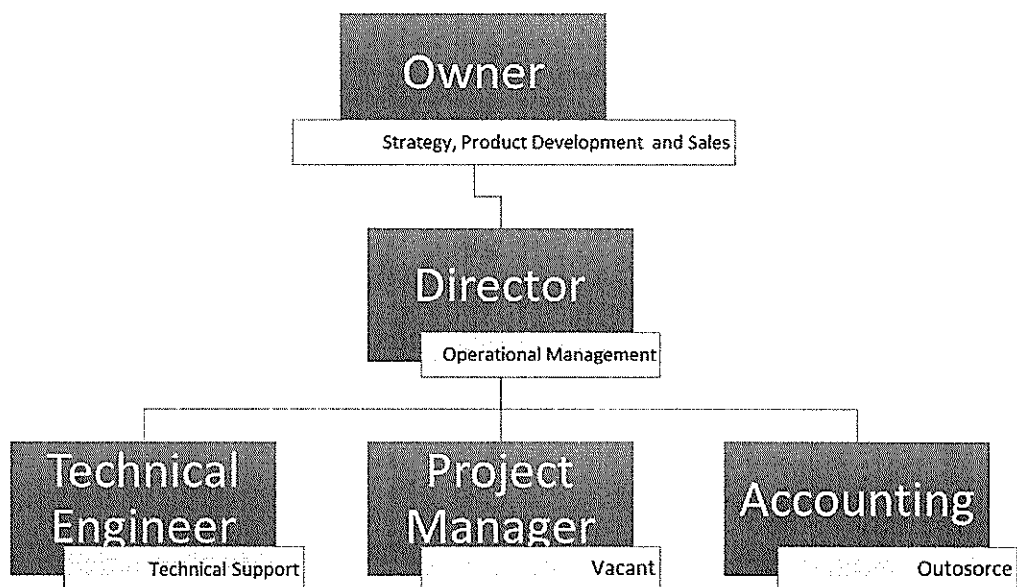 Owner
Strategy, Product Development and Sales
Director
Operational Management
Technical
Engineer
Technical Support
Project
Manager
Vacant
Accounting
Outosorce